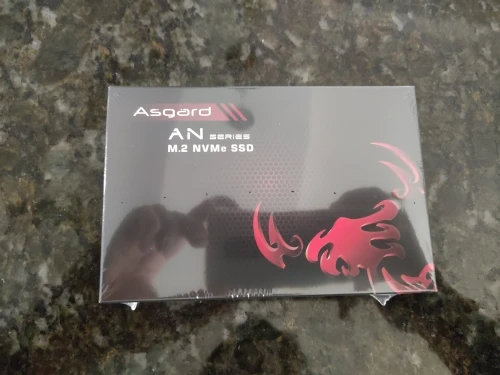 Asgard
AN SERIES
M.2 NVMe SSD